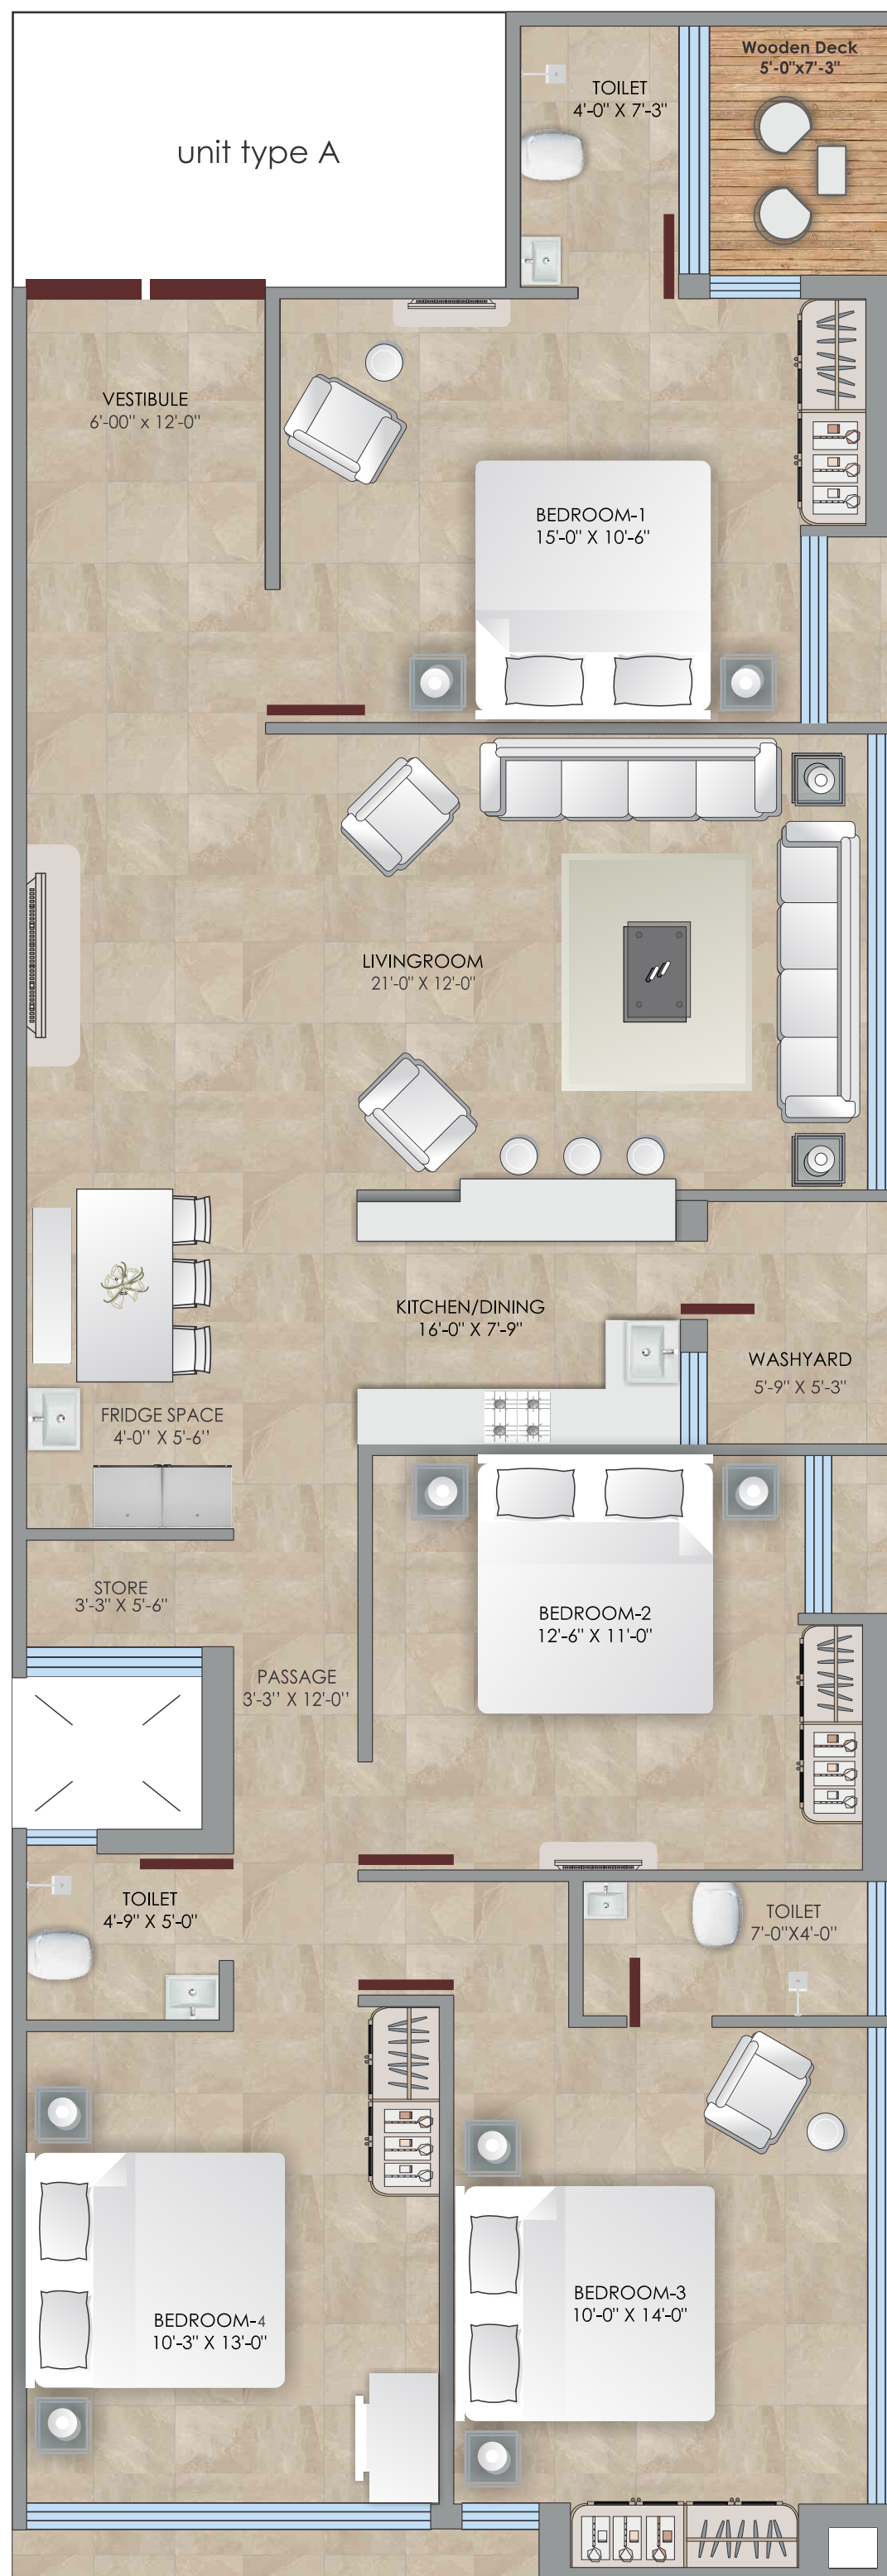 unit type A
TOILET
4'-0" X 7'-3"
Wooden Deck
5'-0"x7'-3"
VESTIBULE
6'-00" x 12'-0"
BEDROOM-1
15'-0" X 10'-6"
LIVINGROOM
21'-0" X 12'-0"
KITCHEN/DINING
16'-0" X 7'-9"
WASHYARD
5'-9" X 5'-3"
FRIDGE SPACE
4'-0'' X 5'-6''
STORE
3'-3" X 5'-6"
BEDROOM-2
12'-6" X 11'-0"
PASSAGE
3'-3'' X 12'-0''
TOILET
4'-9" X 5'-0"
TOILET
7'-0"X4'-0"
BEDROOM-3
10'-0" X 14'-0"
BEDROOM-4
10'-3" X 13'-0"